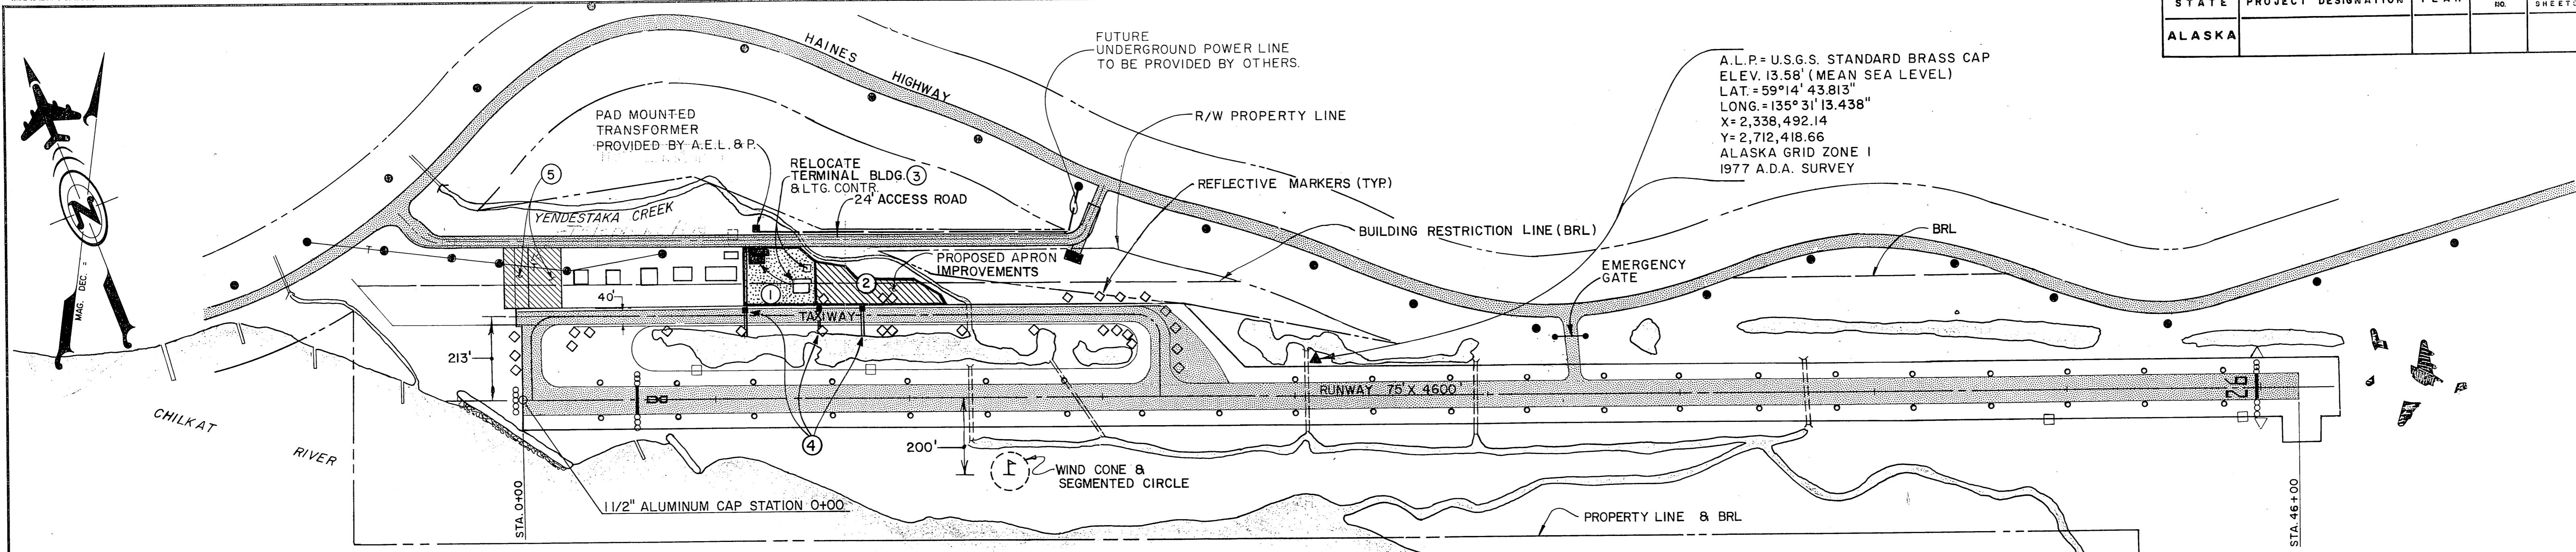 STATE
PROJECT DESIGNATION
YEAR
NO.
SHEETS
ALASKA
HAINES
HIGHWAY
FUTURE
UNDERGROUND POWER LINE
TO BE PROVIDED BY OTHERS.
A.L.P.= U.S.G.S. STANDARD BRASS CAP
ELEV. 13.58' (MEAN SEA LEVEL)
LAT. = 59°14' 43.813"
LONG.= 135° 31' 13.438"
X= 2,338,492.14
Y= 2,712,418.66
ALASKA GRID ZONE 1
1977 A.D.A. SURVEY
PAD MOUNTED
TRANSFORMER
PROVIDED BY A.E.L. & P.
R/W PROPERTY LINE
RELOCATE
TERMINAL BLDG. 3
& LTG. CONTR.
24' ACCESS ROAD
5
REFLECTIVE MARKERS (TYP.)
YENDESTAKA CREEK
BUILDING RESTRICTION LINE (BRL)
BRL
N
MAG. DEC. =
PROPOSED APRON
IMPROVEMENTS
EMERGENCY
GATE
1
2
40'
TAXIWAY
213'
RUNWAY 75' X 4600'
8
26
CHILKAT
RIVER
4
200'
WIND CONE &
SEGMENTED CIRCLE
1 1/2" ALUMINUM CAP STATION 0+00
STA. 0+00
PROPERTY LINE & BRL
STA. 46+00